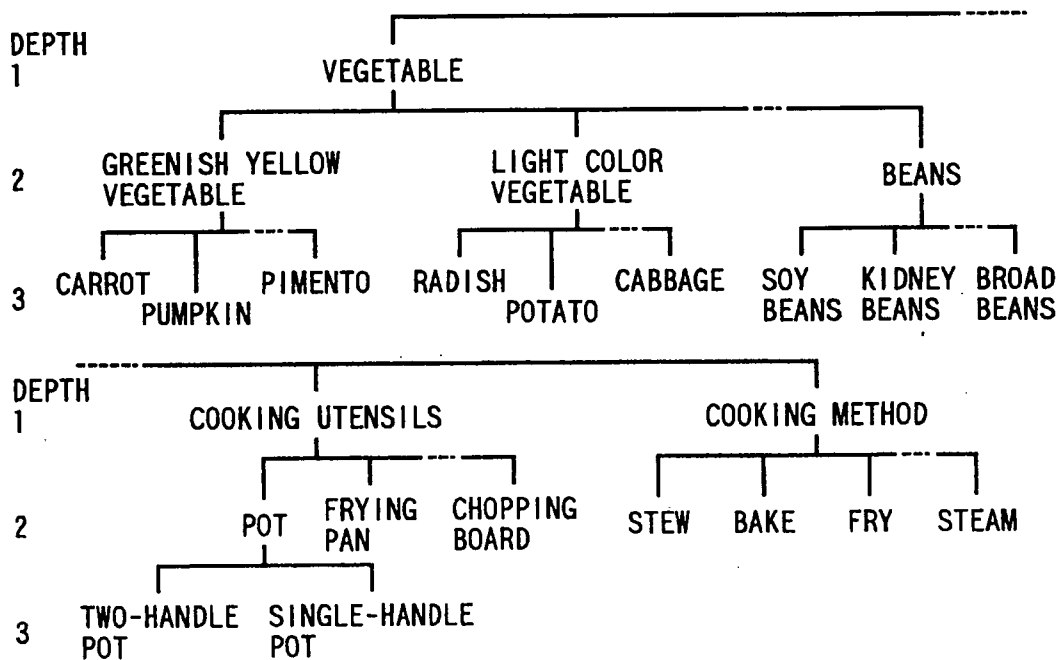 DEPTH
1 VEGETABLE
2 GREENISH YELLOW VEGETABLE LIGHT COLOR VEGETABLE BEANS
3 CARROT PUMPKIN PIMENTO RADISH POTATO CABBAGE SOY BEANS KIDNEY BEANS BROAD BEANS
DEPTH
1 COOKING UTENSILS COOKING METHOD
2 POT FRYING PAN CHOPPING BOARD STEW BAKE FRY STEAM
3 TWO-HANDLE POT SINGLE-HANDLE POT